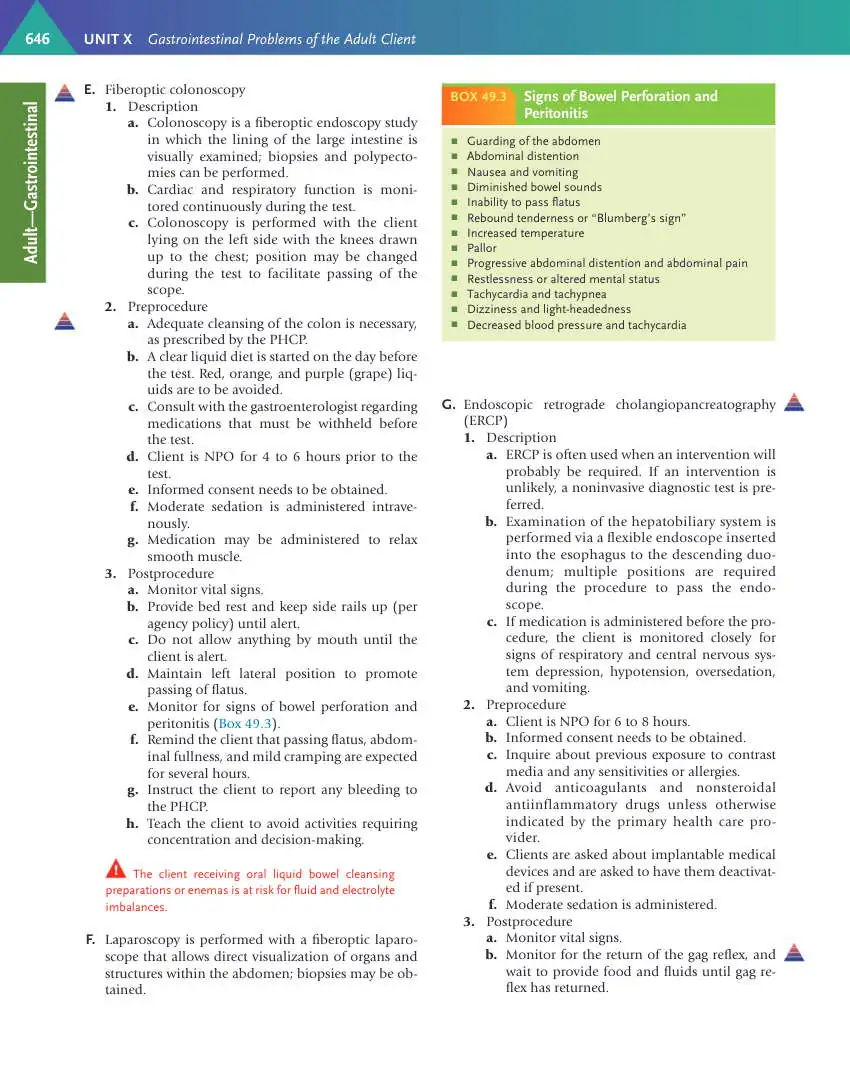 646
UNIT X Gastrointestinal Problems of the Adult Client
Adult—Gastrointestinal
E. Fiberoptic colonoscopy
1. Description
a. Colonoscopy is a fiberoptic endoscopy study
in which the lining of the large intestine is
visually examined; biopsies and polypecto-
mies can be performed.
b. Cardiac and respiratory function is moni-
tored continuously during the test.
c. Colonoscopy is performed with the client
lying on the left side with the knees drawn
up to the chest; position may be changed
during the test to facilitate passing of the
scope.
2. Preprocedure
a. Adequate cleansing of the colon is necessary,
as prescribed by the PHCP.
b. A clear liquid diet is started on the day before
the test. Red, orange, and purple (grape) liq-
uids are to be avoided.
c. Consult with the gastroenterologist regarding
medications that must be withheld before
the test.
d. Client is NPO for 4 to 6 hours prior to the
test.
e. Informed consent needs to be obtained.
f. Moderate sedation is administered intrave-
nously.
g. Medication may be administered to relax
smooth muscle.
3. Postprocedure
a. Monitor vital signs.
b. Provide bed rest and keep side rails up (per
agency policy) until alert.
c. Do not allow anything by mouth until the
client is alert.
d. Maintain left lateral position to promote
passing of flatus.
e. Monitor for signs of bowel perforation and
peritonitis (Box 49.3).
f. Remind the client that passing flatus, abdom-
inal fullness, and mild cramping are expected
for several hours.
g. Instruct the client to report any bleeding to
the PHCP.
h. Teach the client to avoid activities requiring
concentration and decision-making.
The client receiving oral liquid bowel cleansing
preparations or enemas is at risk for fluid and electrolyte
imbalances.
F. Laparoscopy is performed with a fiberoptic laparo-
scope that allows direct visualization of organs and
structures within the abdomen; biopsies may be ob-
tained.
BOX 49.3 Signs of Bowel Perforation and
Peritonitis
■ Guarding of the abdomen
■ Abdominal distention
■ Nausea and vomiting
■ Diminished bowel sounds
■ Inability to pass flatus
■ Rebound tenderness or “Blumberg’s sign”
■ Increased temperature
■ Pallor
■ Progressive abdominal distention and abdominal pain
■ Restlessness or altered mental status
■ Tachycardia and tachypnea
■ Dizziness and light-headedness
■ Decreased blood pressure and tachycardia
G. Endoscopic retrograde cholangiopancreatography
(ERCP)
1. Description
a. ERCP is often used when an intervention will
probably be required. If an intervention is
unlikely, a noninvasive diagnostic test is pre-
ferred.
b. Examination of the hepatobiliary system is
performed via a flexible endoscope inserted
into the esophagus to the descending duo-
denum; multiple positions are required
during the procedure to pass the endo-
scope.
c. If medication is administered before the pro-
cedure, the client is monitored closely for
signs of respiratory and central nervous sys-
tem depression, hypotension, oversedation,
and vomiting.
2. Preprocedure
a. Client is NPO for 6 to 8 hours.
b. Informed consent needs to be obtained.
c. Inquire about previous exposure to contrast
media and any sensitivities or allergies.
d. Avoid anticoagulants and nonsteroidal
antiinflammatory drugs unless otherwise
indicated by the primary health care pro-
vider.
e. Clients are asked about implantable medical
devices and are asked to have them deactivat-
ed if present.
f. Moderate sedation is administered.
3. Postprocedure
a. Monitor vital signs.
b. Monitor for the return of the gag reflex, and
wait to provide food and fluids until gag re-
flex has returned.